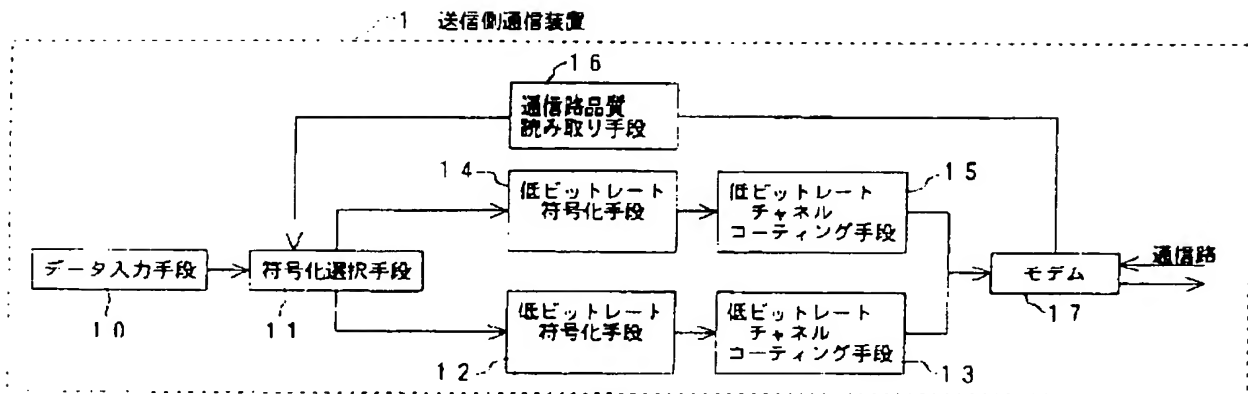 1 送信側通信装置
16
通信路品質
読み取り手段
14
低ビットレート
符号化手段
15
低ビットレート
チャネル
コーティング手段
データ入力手段
10
符号化選択手段
11
モデム
17
通信路
低ビットレート
符号化手段
12
低ビットレート
チャネル
コーティング手段
13